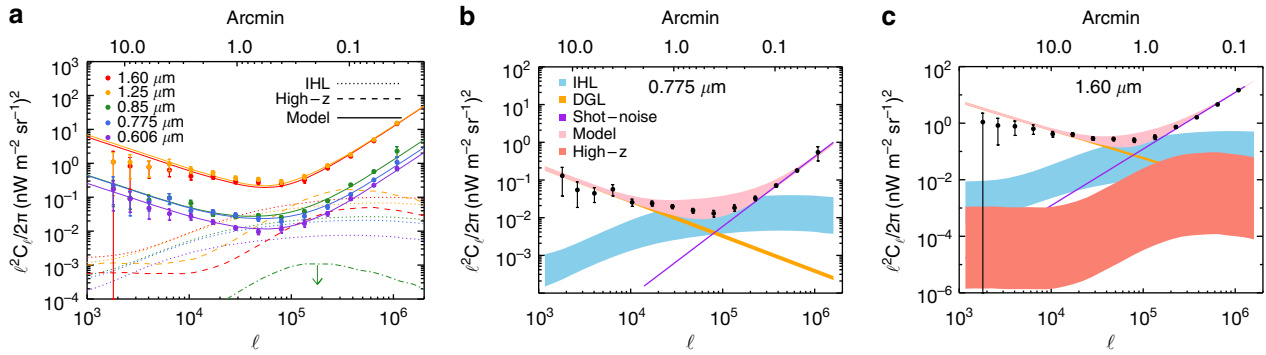 a
Arcmin
10.0 1.0 0.1
10³
10²
10¹
10⁰
10⁻¹
10⁻²
10⁻³
10⁻⁴
ℓ²Cℓ/2π (nW m⁻² sr⁻¹)²
1.60 μm
1.25 μm
0.85 μm
0.775 μm
0.606 μm
IHL
High-z
Model
10³ 10⁴ 10⁵ 10⁶
ℓ
b
Arcmin
10.0 1.0 0.1
10²
10¹
10⁰
10⁻¹
10⁻²
10⁻³
ℓ²Cℓ/2π (nW m⁻² sr⁻¹)²
IHL
DGL
Shot-noise
Model
High-z
0.775 μm
10³ 10⁴ 10⁵ 10⁶
ℓ
c
Arcmin
10.0 1.0 0.1
10²
10⁰
10⁻²
10⁻⁴
10⁻⁶
ℓ²Cℓ/2π (nW m⁻² sr⁻¹)²
1.60 μm
10³ 10⁴ 10⁵ 10⁶
ℓ